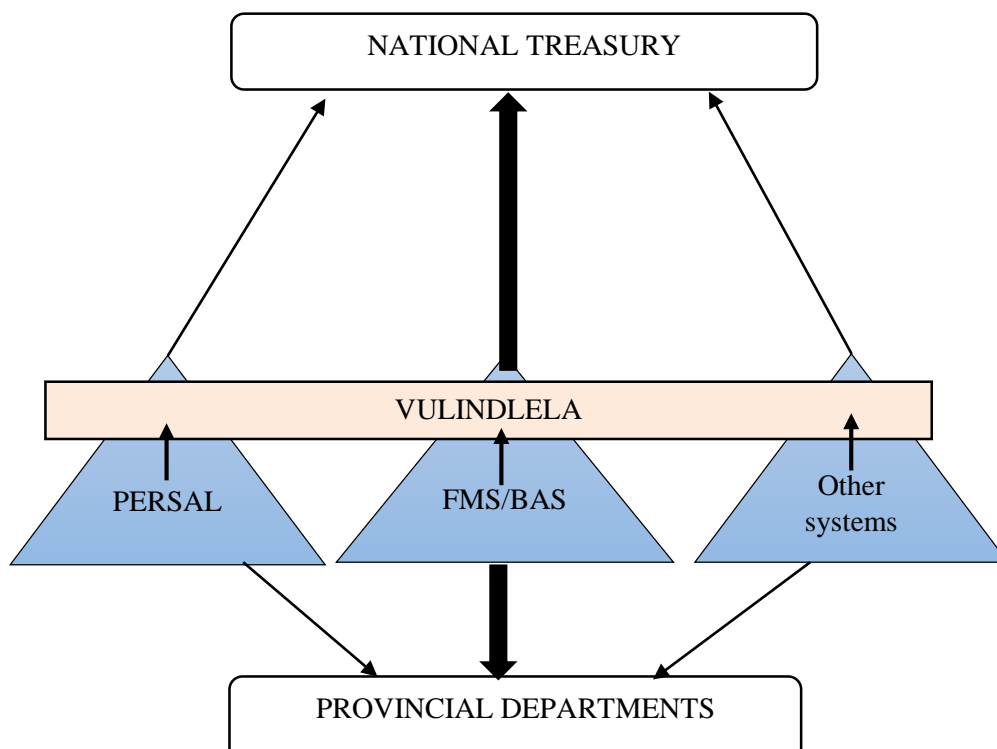 NATIONAL TREASURY
VULINDLELA
PERSAL
FMS/BAS
Other
systems
PROVINCIAL DEPARTMENTS